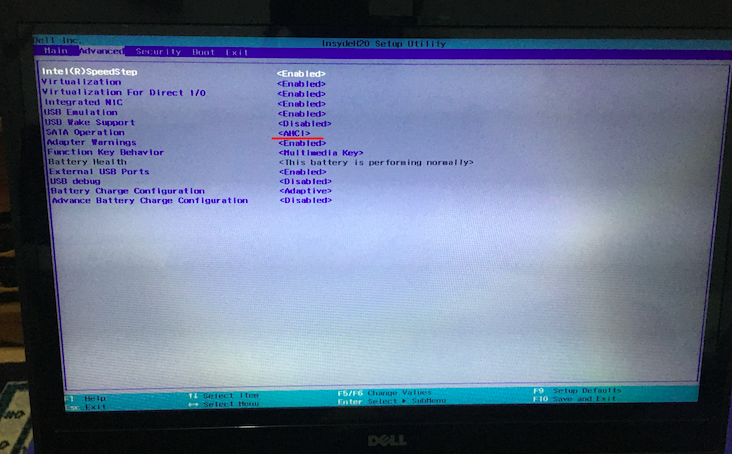 Dell Inc.
InsydeH2O Setup Utility
Main Advanced Security Boot Exit
Intel(R)SpeedStep <Enabled>
Virtualization <Enabled>
Virtualization For Direct I/O <Enabled>
Integrated NIC <Enabled>
USB Emulation <Enabled>
USB Wake Support <Disabled>
SATA Operation <AHCI>
Adapter Warnings <Enabled>
Function Key Behavior <Multimedia Key>
Battery Health <This battery is performing normally>
External USB Ports <Enabled>
USB debug <Disabled>
Battery Charge Configuration <Adaptive>
Advance Battery Charge Configuration <Disabled>
F1 Help ↑↓ Select Item F5/F6 Change Values F9 Setup Defaults
Esc Exit ←→ Select Menu Enter Select ▶ SubMenu F10 Save and Exit
DELL